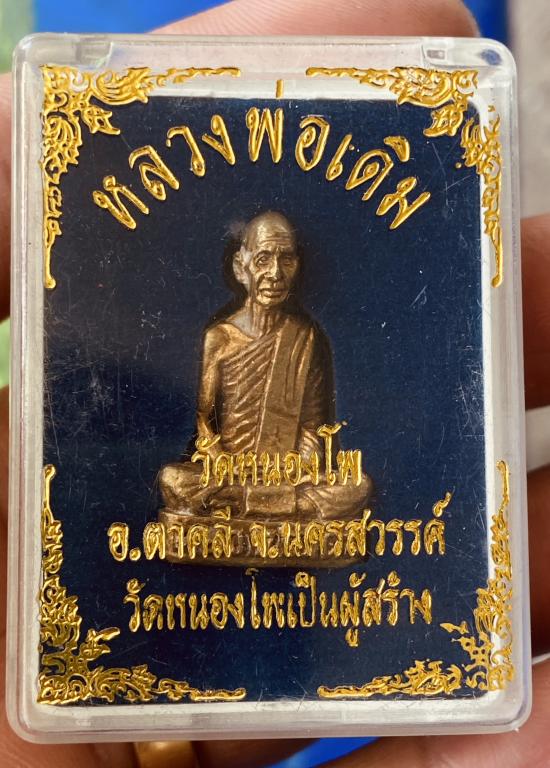 หลวงพ่อเดิม
วัดหนองโพ
อ.ตาคลี จ.นครสวรรค์
วัดหนองโพเป็นผู้สร้าง